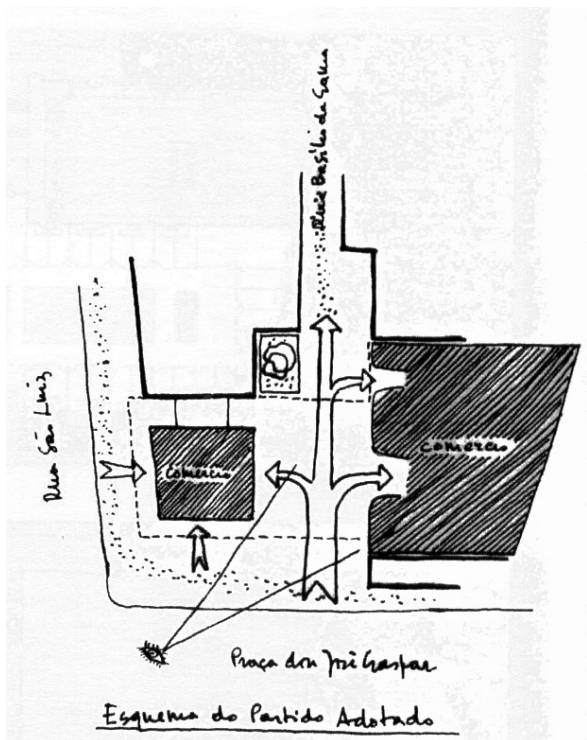 Rua Basílio da Gama
Rua São Luiz
comércio
comércio
Praça dom José Gaspar
Esquema do Partido Adotado